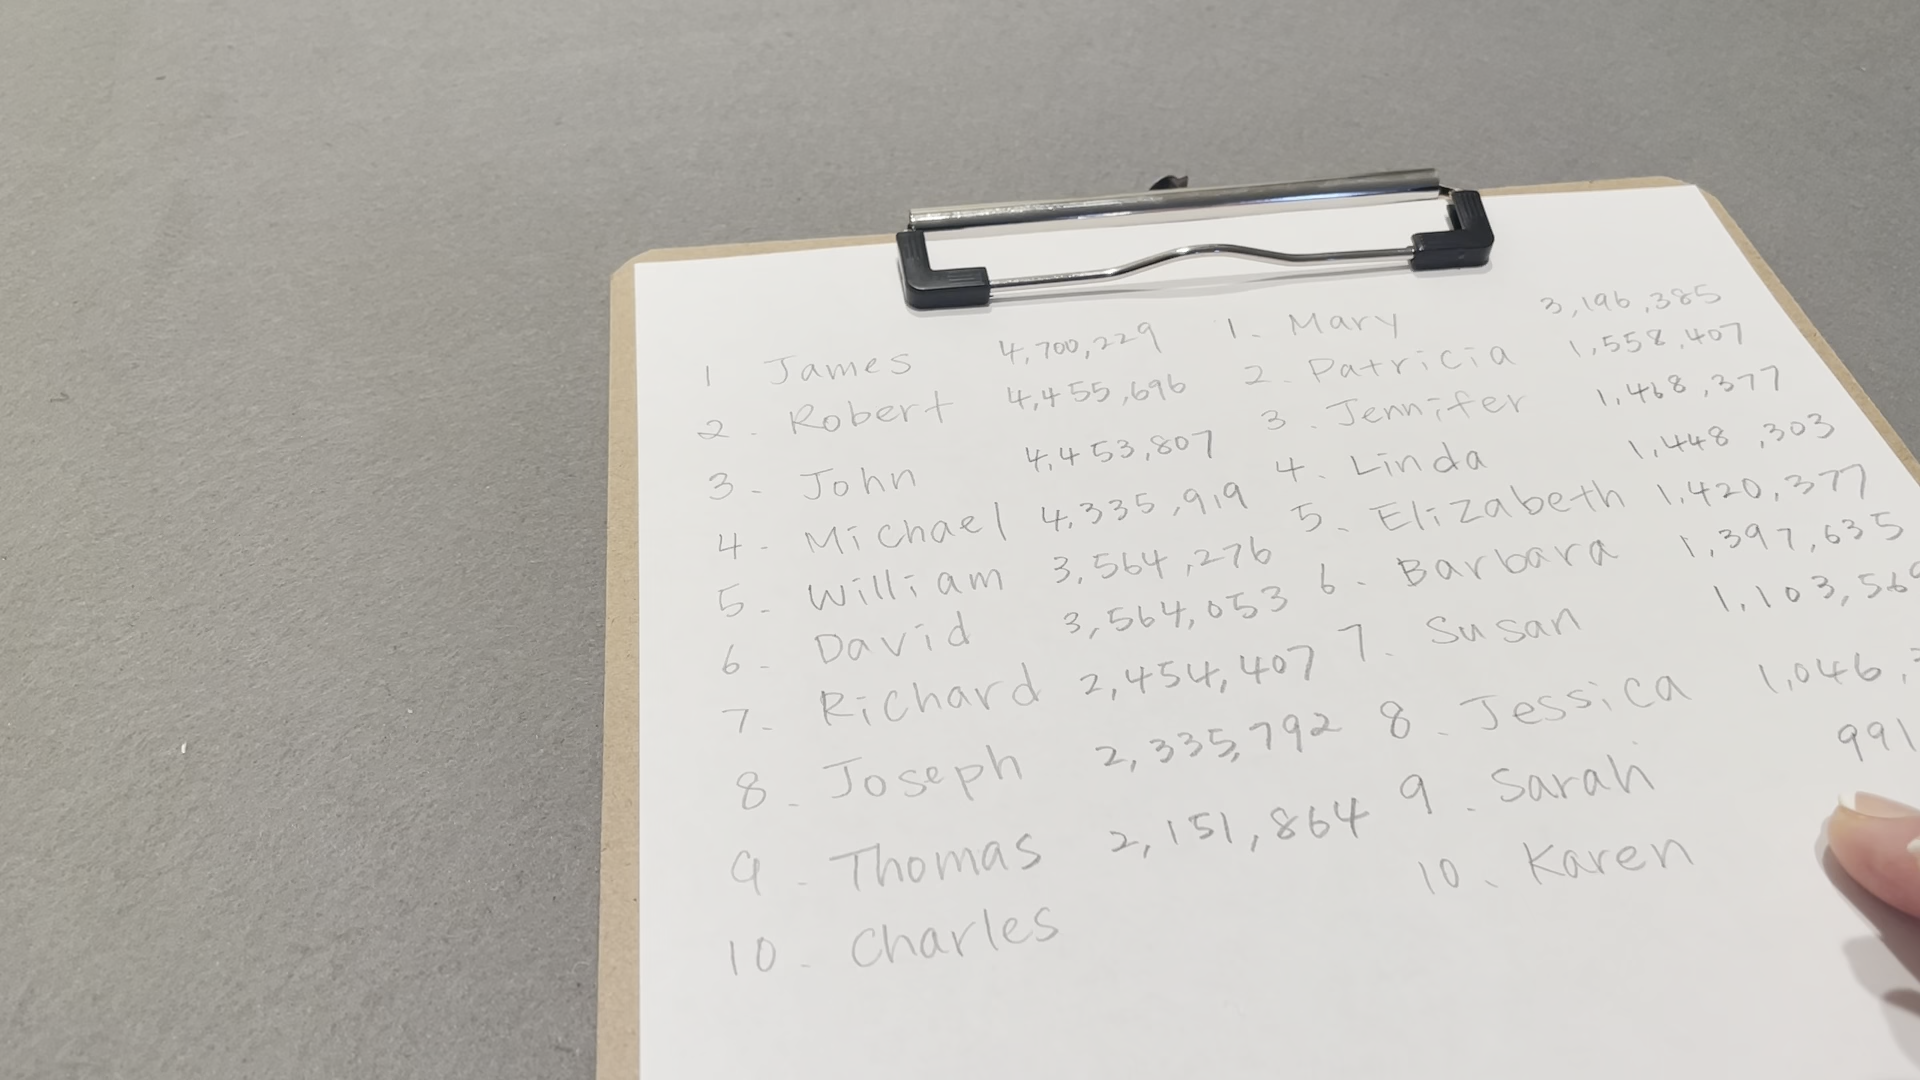 1 James 4,700,229 1. Mary 3,196,385
2. Robert 4,455,696 2. Patricia 1,558,407
3. John 4,453,807 3. Jennifer 1,468,377
4. Michael 4,335,919 4. Linda 1,448,303
5. William 3,564,276 5. Elizabeth 1,420,377
6. David 3,564,053 6. Barbara 1,397,635
7. Richard 2,454,407 7. Susan
8. Joseph 2,335,792 8. Jessica
9. Thomas 2,151,864 9. Sarah
10. Charles 10. Karen